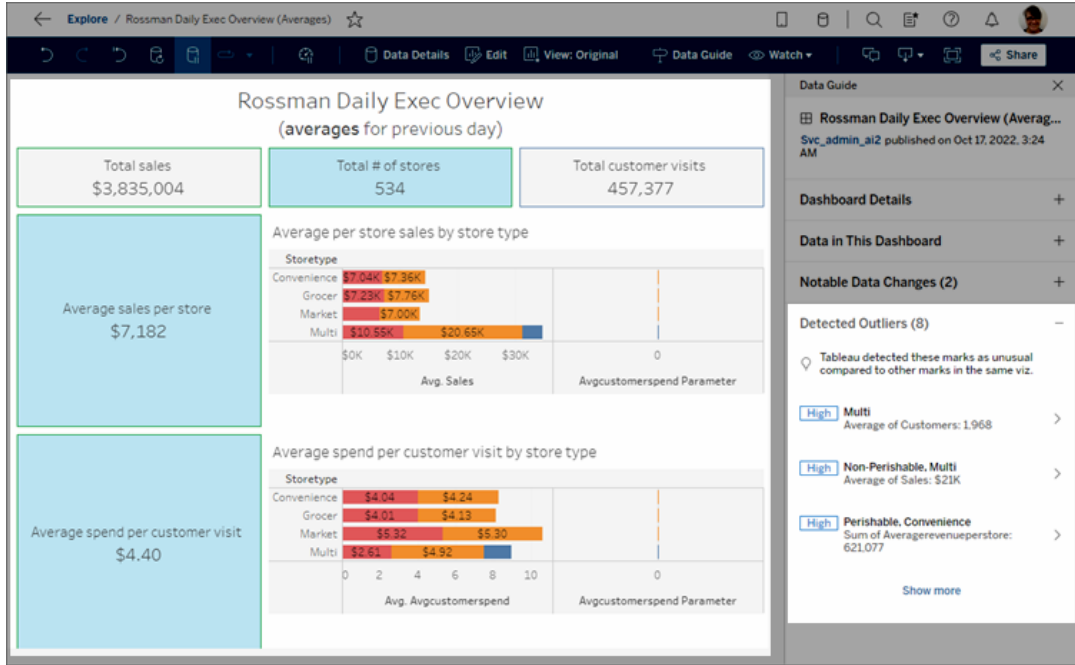 Explore / Rossman Daily Exec Overview (Averages)
Data Details Edit View: Original Data Guide Watch Share
Rossman Daily Exec Overview
(averages for previous day)
Total sales
$3,835,004
Total # of stores
534
Total customer visits
457,377
Average sales per store
$7,182
Average per store sales by store type
Storetype
Convenience $7.04K $7.36K
Grocer $7.23K $7.76K
Market $7.00K
Multi $10.55K $20.65K
$0K $10K $20K $30K 0
Avg. Sales Avgcustomerspend Parameter
Average spend per customer visit
$4.40
Average spend per customer visit by store type
Storetype
Convenience $4.04 $4.24
Grocer $4.01 $4.13
Market $5.32 $5.30
Multi $2.61 $4.92
0 2 4 6 8 10 0
Avg. Avgcustomerspend Avgcustomerspend Parameter
Data Guide
Rossman Daily Exec Overview (Averag...
Svc_admin_ai2 published on Oct 17, 2022, 3:24
AM
Dashboard Details
Data in This Dashboard
Notable Data Changes (2)
Detected Outliers (8)
Tableau detected these marks as unusual
compared to other marks in the same viz.
High Multi
Average of Customers: 1,968
High Non-Perishable, Multi
Average of Sales: $21K
High Perishable, Convenience
Sum of Averagerevenueperstore:
621,077
Show more